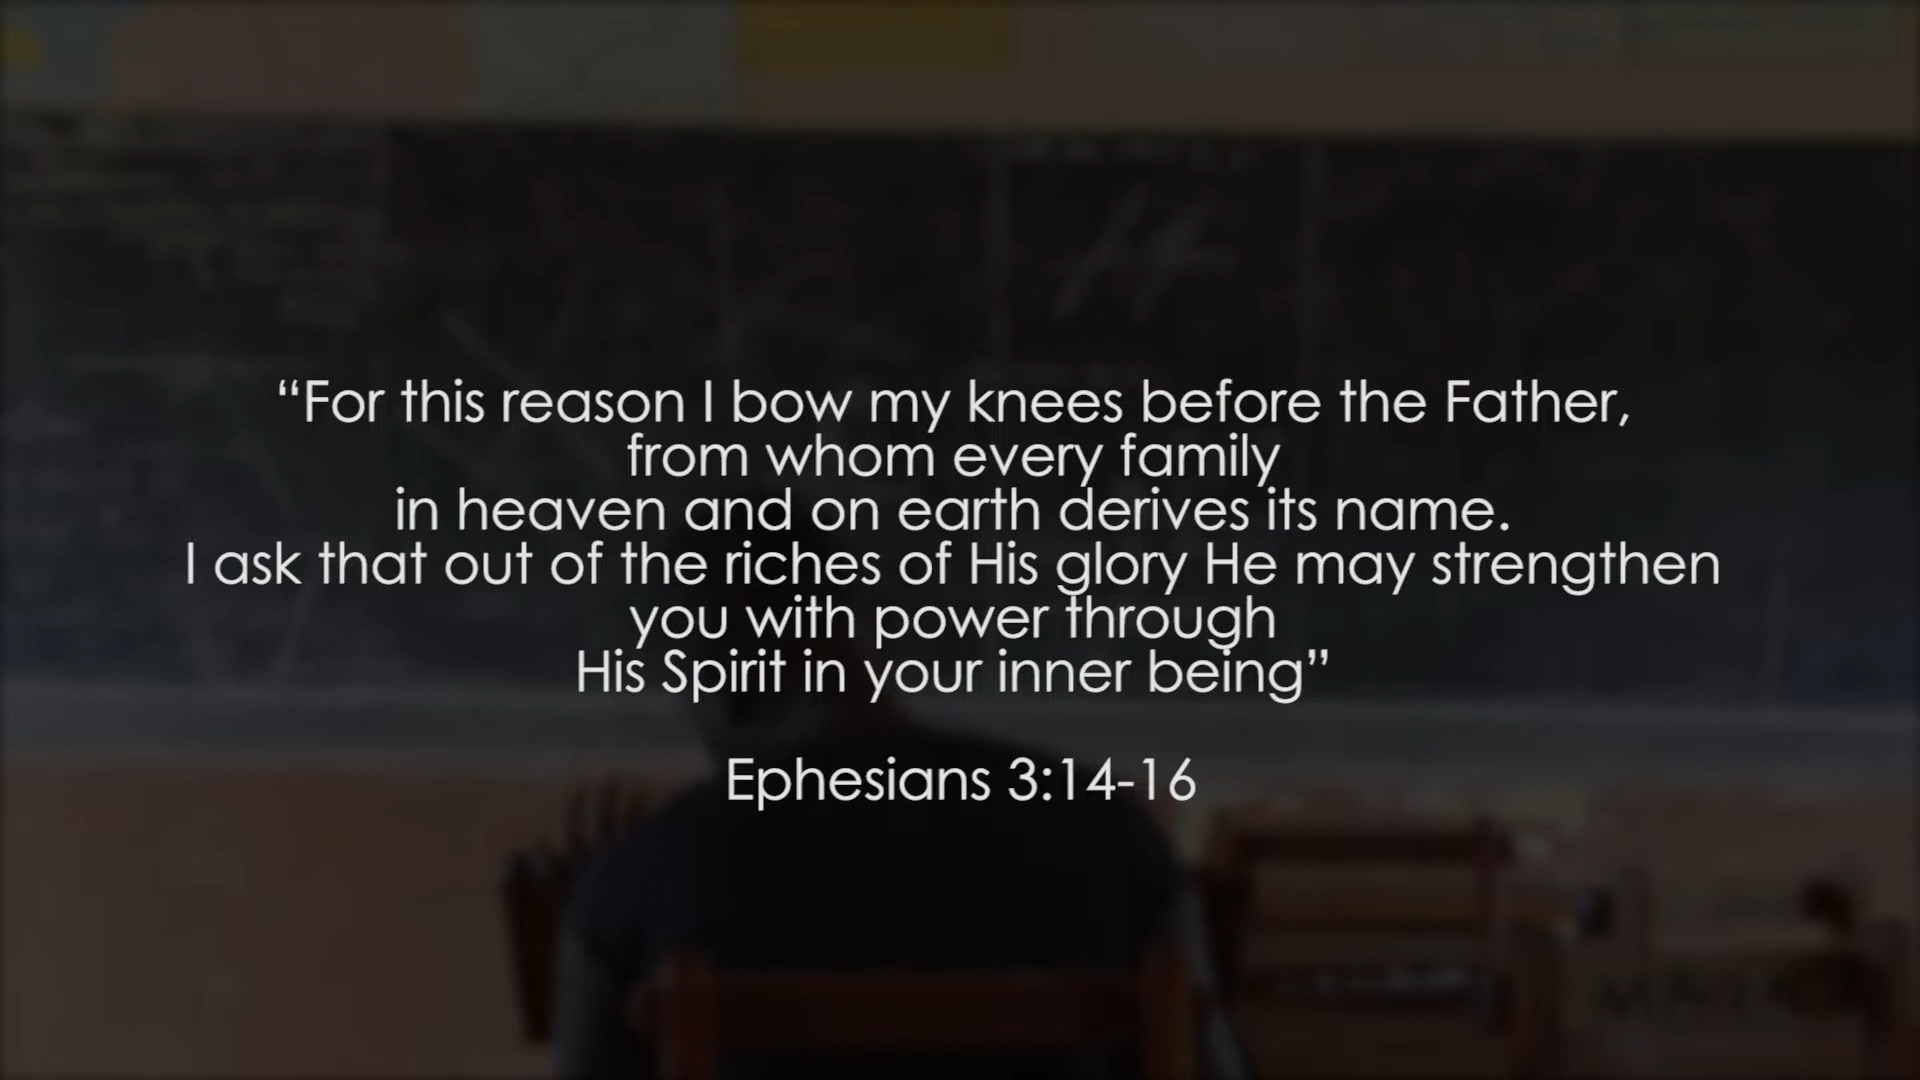 “For this reason I bow my knees before the Father,
from whom every family
in heaven and on earth derives its name.
I ask that out of the riches of His glory He may strengthen
you with power through
His Spirit in your inner being”
Ephesians 3:14-16